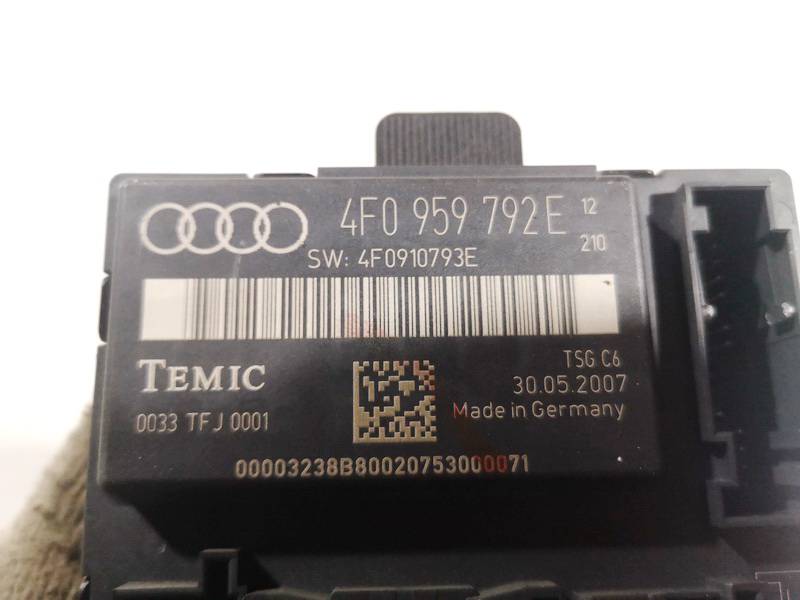 4F0 959 792E 12
210
SW: 4F0910793E
TEMIC
TSG C6
30.05.2007
0033 TFJ 0001
Made in Germany
00003238B80020753000071